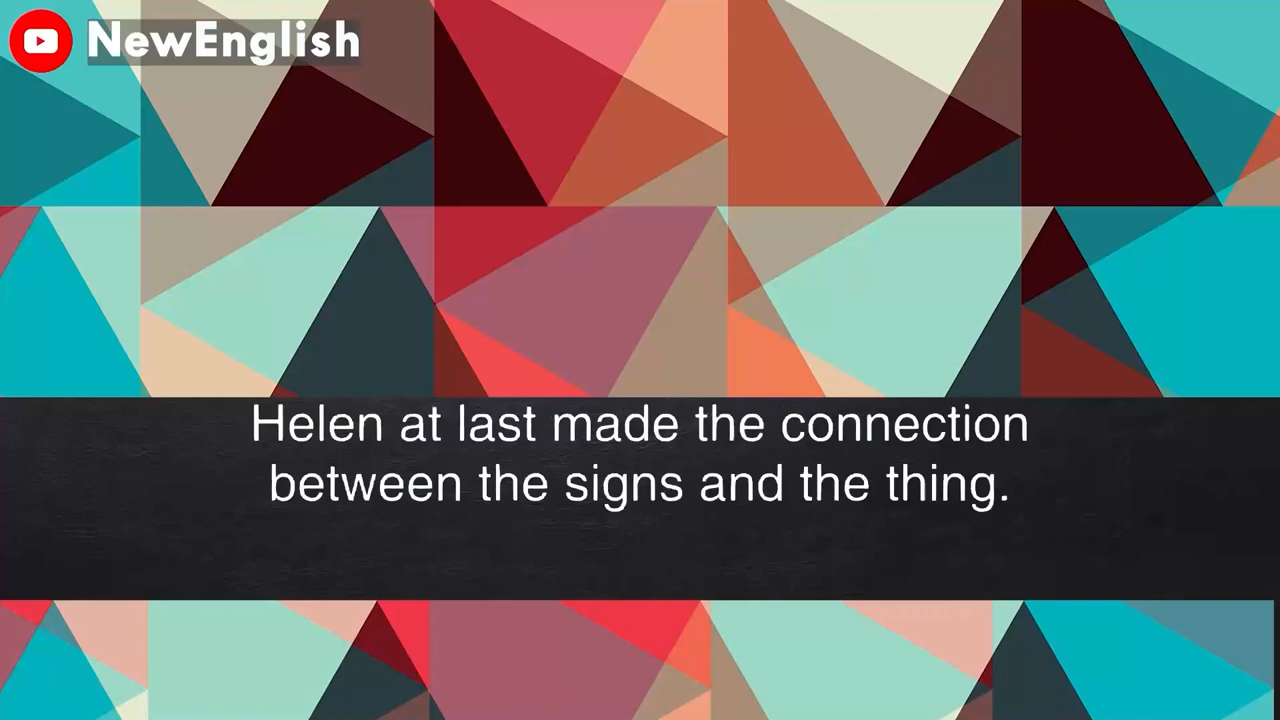 NewEnglish
Helen at last made the connection
between the signs and the thing.